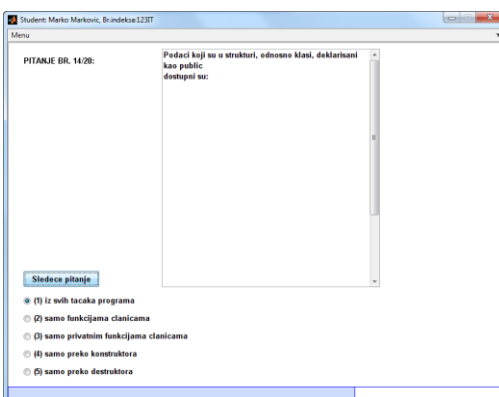 Student: Marko Markovic, Br.indeksa:123IT
Menu
PITANJE BR. 14/20:
Podaci koji su u strukturi, odnosno klasi, deklarisani
kao public
dostupni su:
Sledece pitanje
(1) iz svih tacaka programa
(2) samo funkcijama clanicama
(3) samo privatnim funkcijama clanicama
(4) samo preko konstruktora
(5) samo preko destruktora